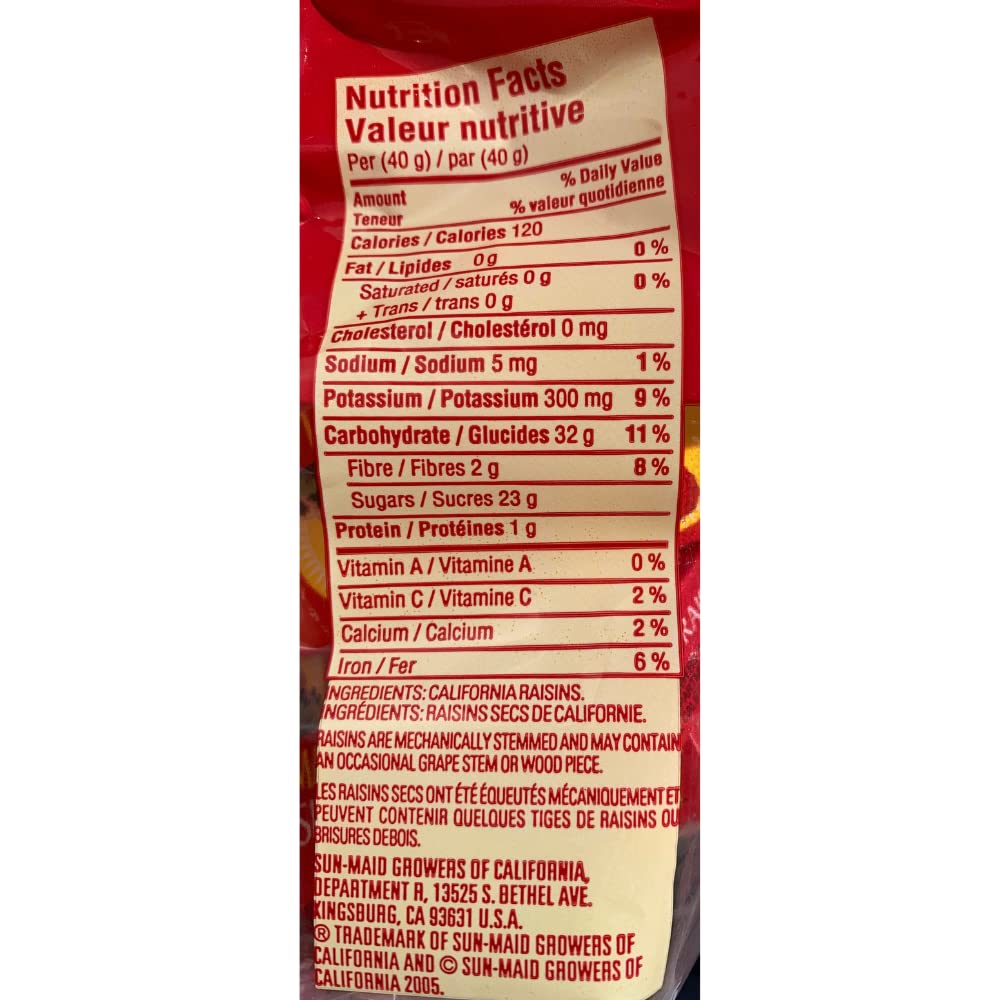 Nutrition Facts
Valeur nutritive
Per (40 g) / par (40 g)
Amount % Daily Value
Teneur % valeur quotidienne
Calories / Calories 120
Fat / Lipides 0 g 0 %
Saturated / saturés 0 g 0 %
+ Trans / trans 0 g
Cholesterol / Cholestérol 0 mg
Sodium / Sodium 5 mg 1 %
Potassium / Potassium 300 mg 9 %
Carbohydrate / Glucides 32 g 11 %
Fibre / Fibres 2 g 8 %
Sugars / Sucres 23 g
Protein / Protéines 1 g
Vitamin A / Vitamine A 0 %
Vitamin C / Vitamine C 2 %
Calcium / Calcium 2 %
Iron / Fer 6 %
INGREDIENTS: CALIFORNIA RAISINS.
INGRÉDIENTS: RAISINS SECS DE CALIFORNIE.
RAISINS ARE MECHANICALLY STEMMED AND MAY CONTAIN
AN OCCASIONAL GRAPE STEM OR WOOD PIECE.
LES RAISINS SECS ONT ÉTÉ ÉQUEUTÉS MÉCANIQUEMENT ET
PEUVENT CONTENIR QUELQUES TIGES DE RAISINS OU
BRISURES DEBOIS.
SUN-MAID GROWERS OF CALIFORNIA,
DEPARTMENT R, 13525 S. BETHEL AVE.
KINGSBURG, CA 93631 U.S.A.
® TRADEMARK OF SUN-MAID GROWERS OF
CALIFORNIA AND © SUN-MAID GROWERS OF
CALIFORNIA 2005.